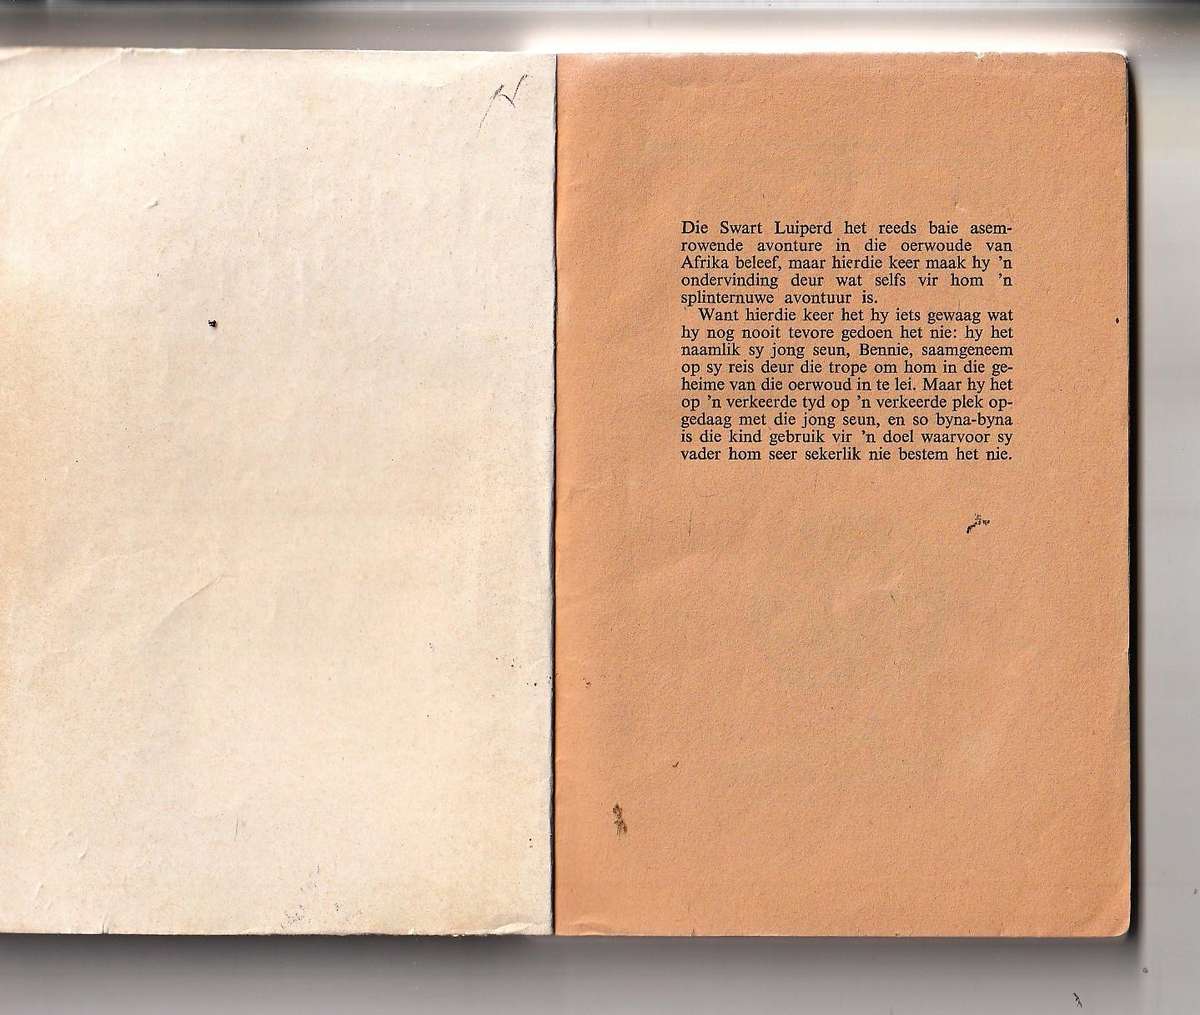 Die Swart Luiperd het reeds baie asem-
rowende avonture in die oerwoude van
Afrika beleef, maar hierdie keer maak hy 'n
ondervinding deur wat selfs vir hom 'n
splinternuwe avontuur is.
Want hierdie keer het hy iets gewaag wat
hy nog nooit tevore gedoen het nie: hy het
naamlik sy jong seun, Bennie, saamgeneem
op sy reis deur die trope om hom in die ge-
heime van die oerwoud in te lei. Maar hy het
op 'n verkeerde tyd op 'n verkeerde plek op-
gedaag met die jong seun, en so byna-byna
is die kind gebruik vir 'n doel waarvoor sy
vader hom seer sekerlik nie bestem het nie.